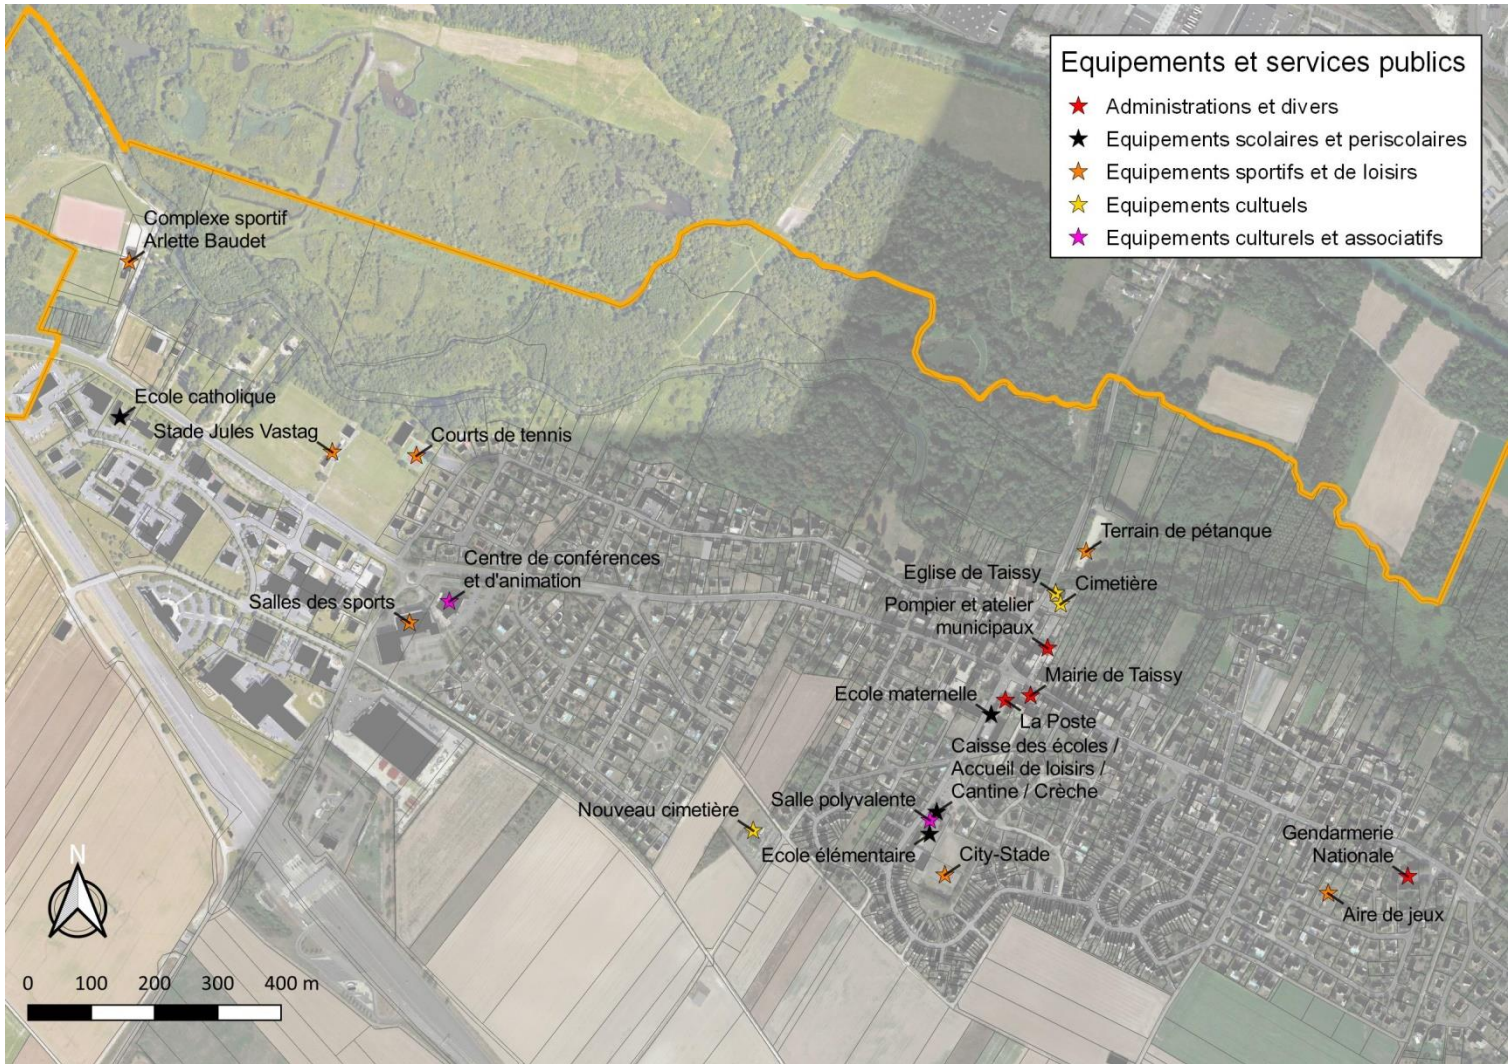 Equipements et services publics
Administrations et divers
Equipements scolaires et periscolaires
Equipements sportifs et de loisirs
Equipements cultuels
Equipements culturels et associatifs
Complexe sportif
Arlette Baudet
Ecole catholique
Stade Jules Vastag
Courts de tennis
Centre de conférences
et d'animation
Salles des sports
Terrain de pétanque
Eglise de Taissy
Cimetière
Pompier et atelier
municipaux
Mairie de Taissy
Ecole maternelle
La Poste
Caisse des écoles /
Accueil de loisirs /
Cantine / Crèche
Salle polyvalente
Nouveau cimetière
Ecole élémentaire
City-Stade
Gendarmerie
Nationale
Aire de jeux
N
0 100 200 300 400 m